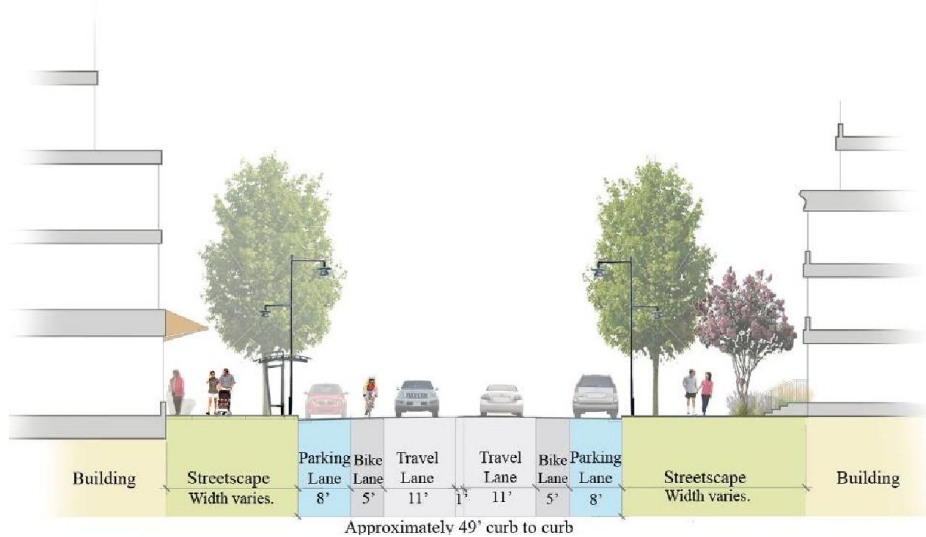 Building
Streetscape
Width varies.
Parking
Lane
8'
Bike
Lane
5'
Travel
Lane
11'
1'
Travel
Lane
11'
Bike
Lane
5'
Parking
Lane
8'
Streetscape
Width varies.
Building
Approximately 49' curb to curb